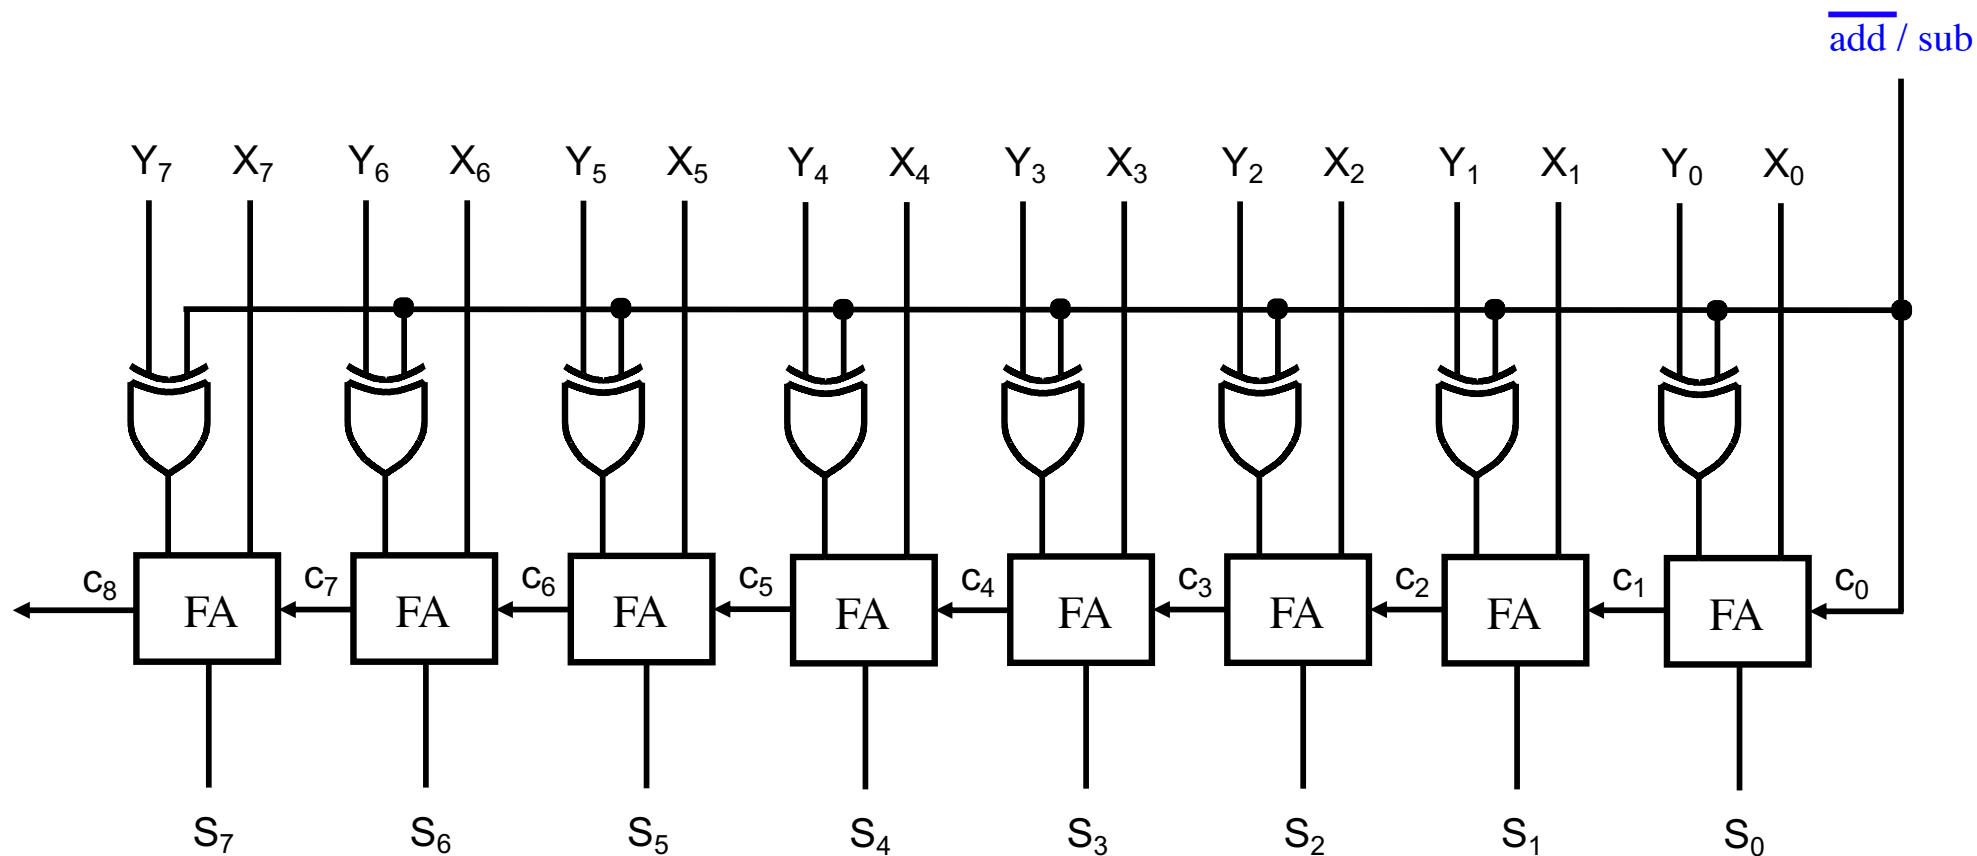 add / sub
Y₇ X₇ Y₆ X₆ Y₅ X₅ Y₄ X₄ Y₃ X₃ Y₂ X₂ Y₁ X₁ Y₀ X₀
c₈ c₇ c₆ c₅ c₄ c₃ c₂ c₁ c₀
FA FA FA FA FA FA FA FA
S₇ S₆ S₅ S₄ S₃ S₂ S₁ S₀